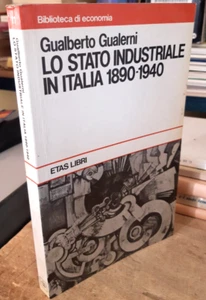 Biblioteca di economia
Gualberto Gualerni
LO STATO INDUSTRIALE
IN ITALIA 1890-1940
ETAS LIBRI